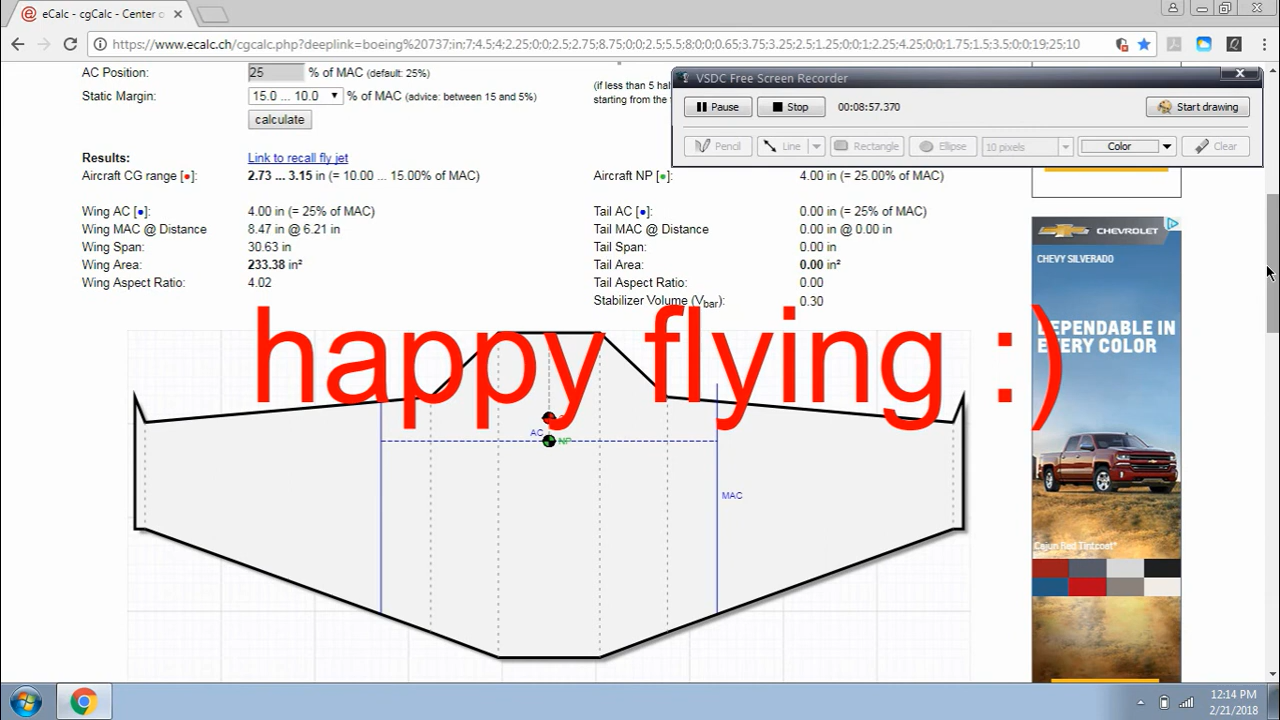 eCalc - cgCalc - Center o
https://www.ecalc.ch/cgcalc.php?deeplink=boeing%20737;in;7;4.5;4;2.25;0;0;2.5;2.75;8.75;0;0;2.5;5.5;8;0;0;0.65;3.75;3.25;2.5;1.25;0;0;1;2.25;4.25;0;0;1.75;1.5;3.5;0;0;19;25;10
AC Position: 25 % of MAC (default: 25%)
Static Margin: 15.0 ... 10.0 % of MAC (advice: between 15 and 5%)
calculate
(if less than 5 hal
starting from the
VSDC Free Screen Recorder
Pause Stop 00:08:57.370 Start drawing
Pencil Line Rectangle Ellipse 10 pixels Color Clear
Results: Link to recall fly jet
Aircraft CG range [●]: 2.73 ... 3.15 in (= 10.00 ... 15.00% of MAC)
Aircraft NP [●]: 4.00 in (= 25.00% of MAC)
Wing AC [●]: 4.00 in (= 25% of MAC)
Tail AC [●]: 0.00 in (= 25% of MAC)
Wing MAC @ Distance 8.47 in @ 6.21 in
Tail MAC @ Distance 0.00 in @ 0.00 in
Wing Span: 30.63 in
Tail Span: 0.00 in
Wing Area: 233.38 in²
Tail Area: 0.00 in²
Wing Aspect Ratio: 4.02
Tail Aspect Ratio: 0.00
Stabilizer Volume (Vbar): 0.30
happy flying :)
AC
NP
MAC
CHEVROLET
CHEVY SILVERADO
DEPENDABLE IN
EVERY COLOR
Cajun Red Tintcoat
12:14 PM
2/21/2018